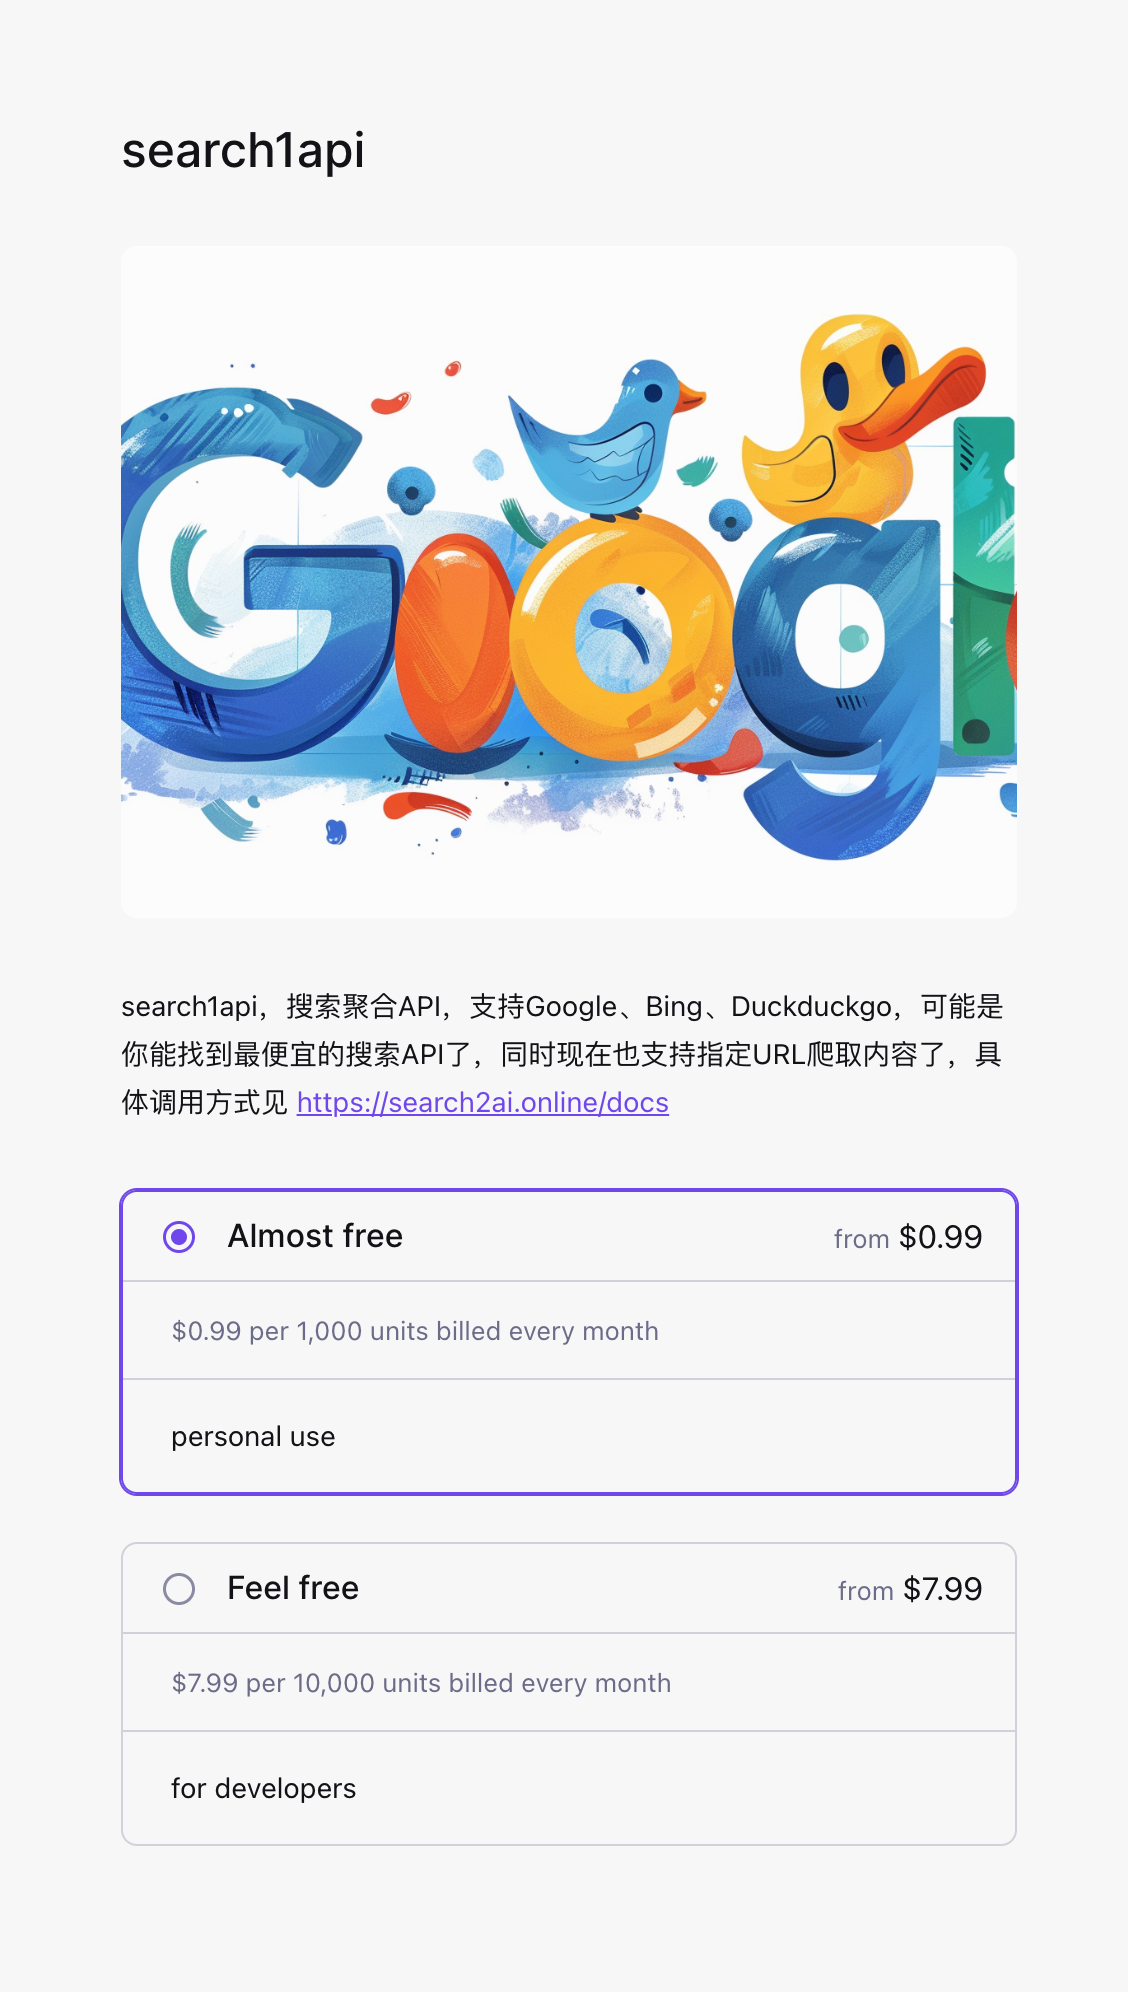 search1api
Googl
search1api，搜索聚合API，支持Google、Bing、Duckduckgo，可能是
你能找到最便宜的搜索API了，同时现在也支持指定URL爬取内容了，具
体调用方式见 https://search2ai.online/docs
Almost free
from $0.99
$0.99 per 1,000 units billed every month
personal use
Feel free
from $7.99
$7.99 per 10,000 units billed every month
for developers